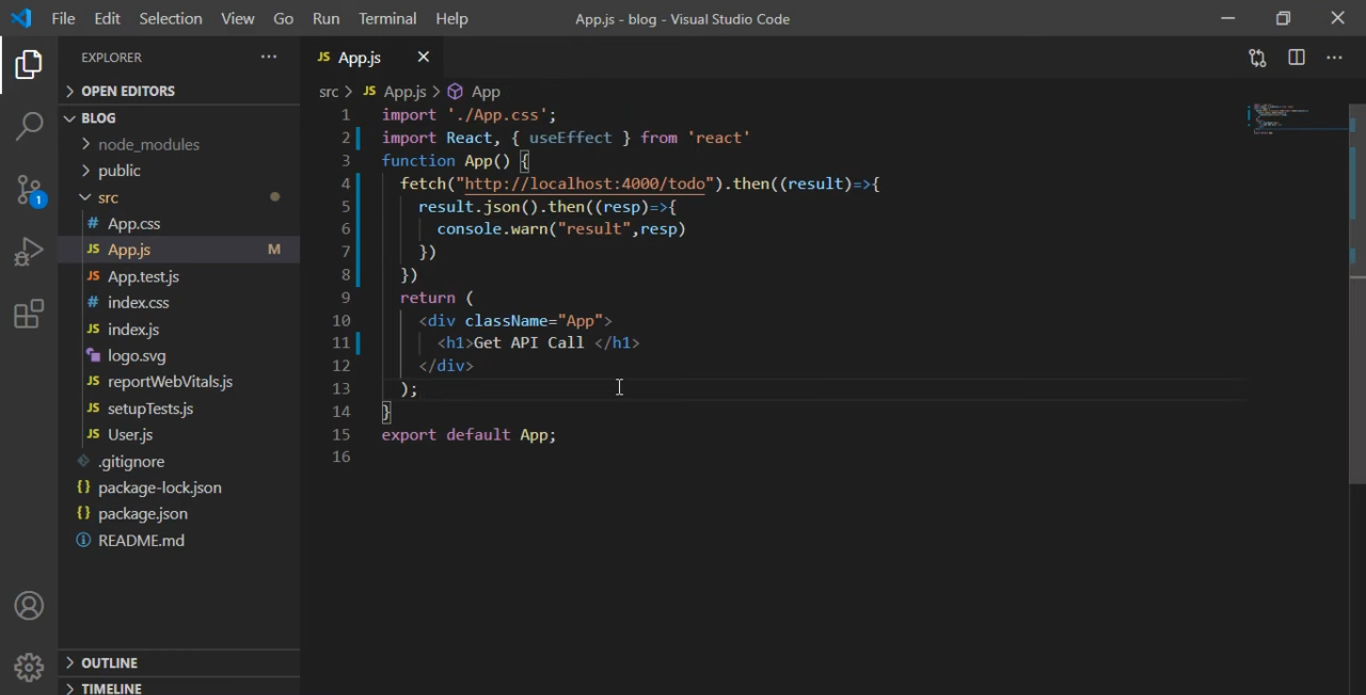 File Edit Selection View Go Run Terminal Help App.js - blog - Visual Studio Code
EXPLORER
OPEN EDITORS
BLOG
node_modules
public
src
# App.css
JS App.js M
JS App.test.js
# index.css
JS index.js
logo.svg
JS reportWebVitals.js
JS setupTests.js
JS User.js
.gitignore
{} package-lock.json
{} package.json
README.md
OUTLINE
TIMELINE
1
JS App.js
src > JS App.js > App
1 import './App.css';
2 import React, { useEffect } from 'react'
3 function App() {
4 fetch("http://localhost:4000/todo").then((result)=>{
5 result.json().then((resp)=>{
6 console.warn("result",resp)
7 })
8 })
9 return (
10 <div className="App">
11 <h1>Get API Call </h1>
12 </div>
13 );
14 }
15 export default App;
16